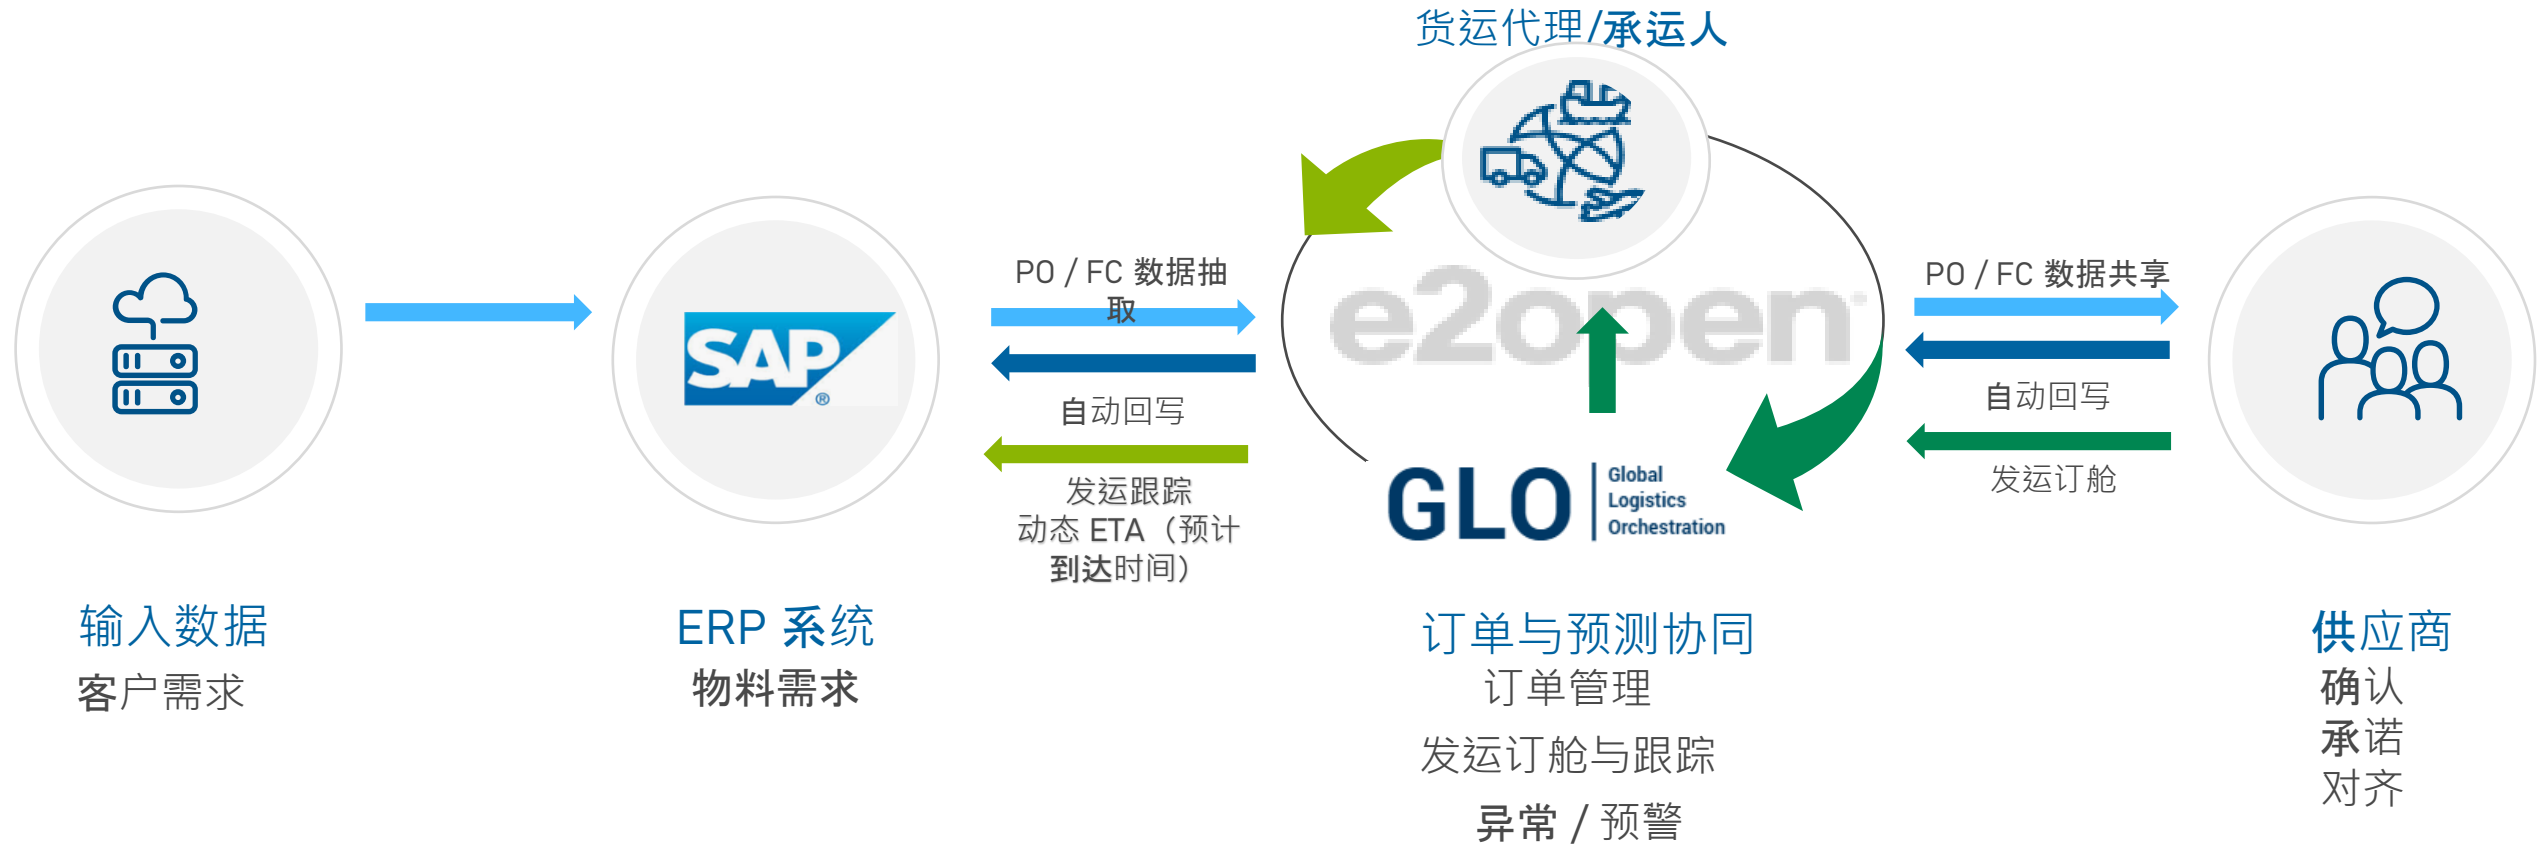 货运代理/承运人
PO / FC 数据抽
取
自动回写
发运跟踪
动态 ETA（预计
到达时间）
SAP
®
e2open
GLO
Global
Logistics
Orchestration
PO / FC 数据共享
自动回写
发运订舱
输入数据
客户需求
ERP 系统
物料需求
订单与预测协同
订单管理
发运订舱与跟踪
异常 / 预警
供应商
确认
承诺
对齐